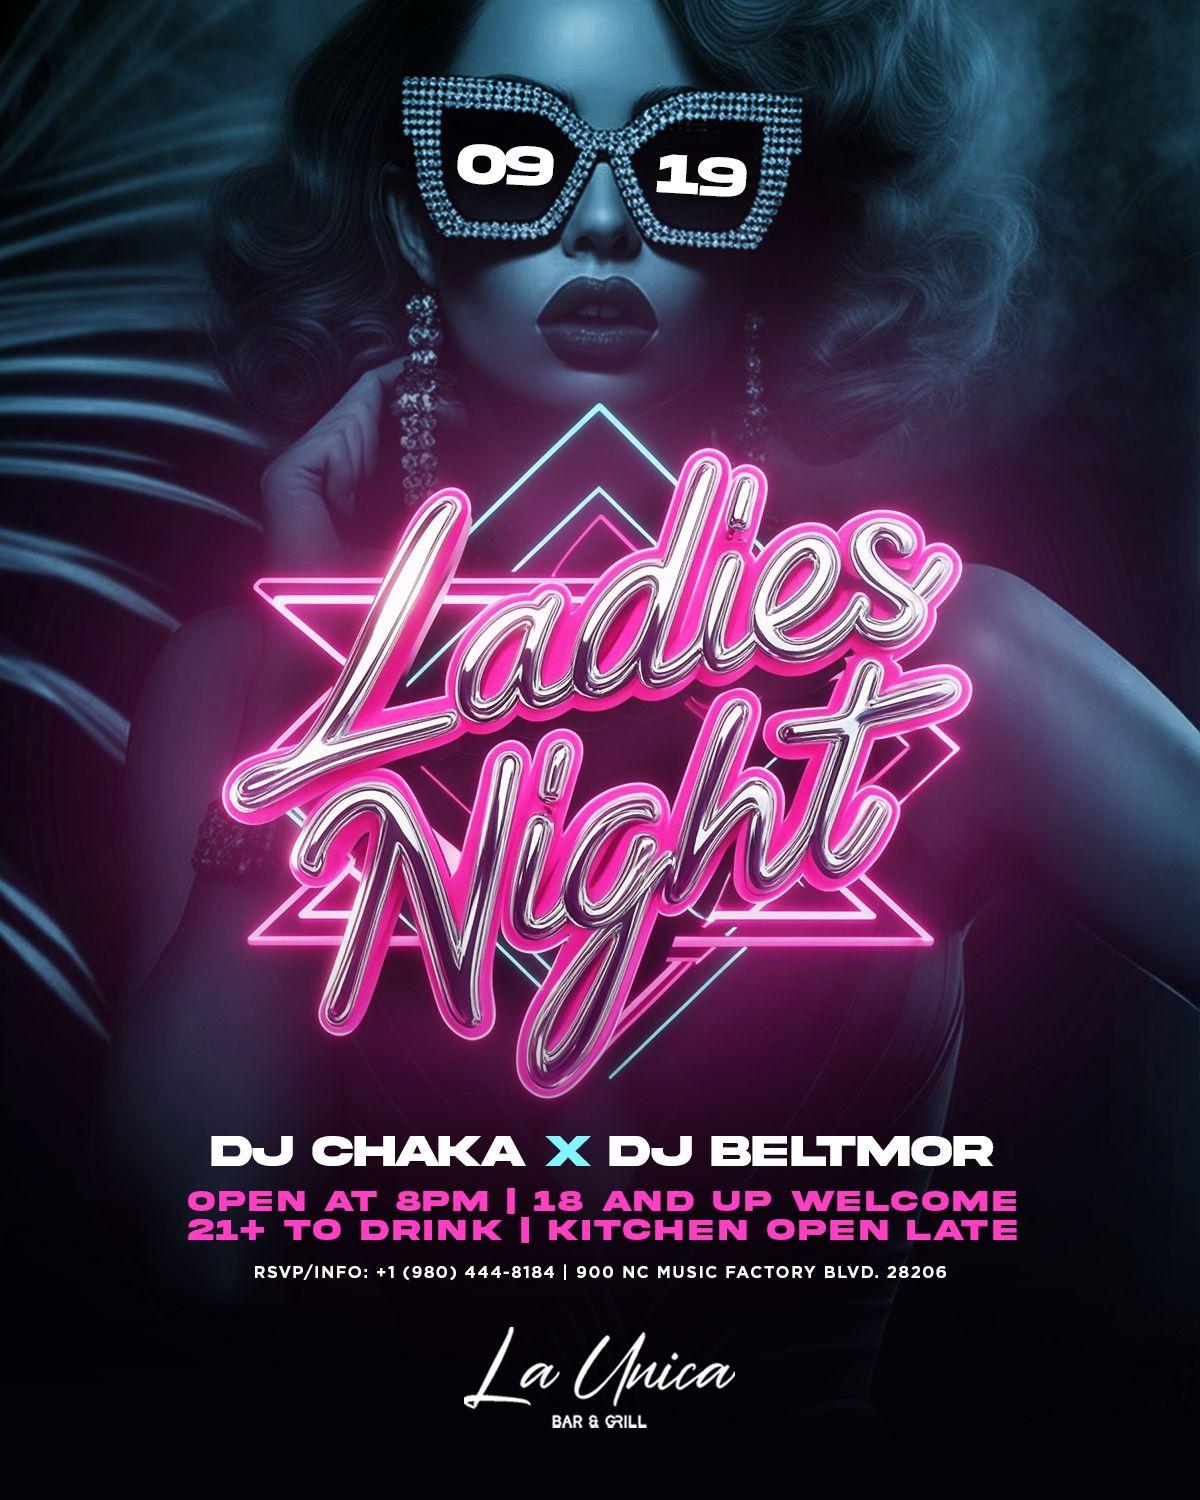 09 19
Ladies
Night
DJ CHAKA X DJ BELTMOR
OPEN AT 8PM | 18 AND UP WELCOME
21+ TO DRINK | KITCHEN OPEN LATE
RSVP/INFO: +1 (980) 444-8184 | 900 NC MUSIC FACTORY BLVD. 28206
La Unica
BAR & GRILL